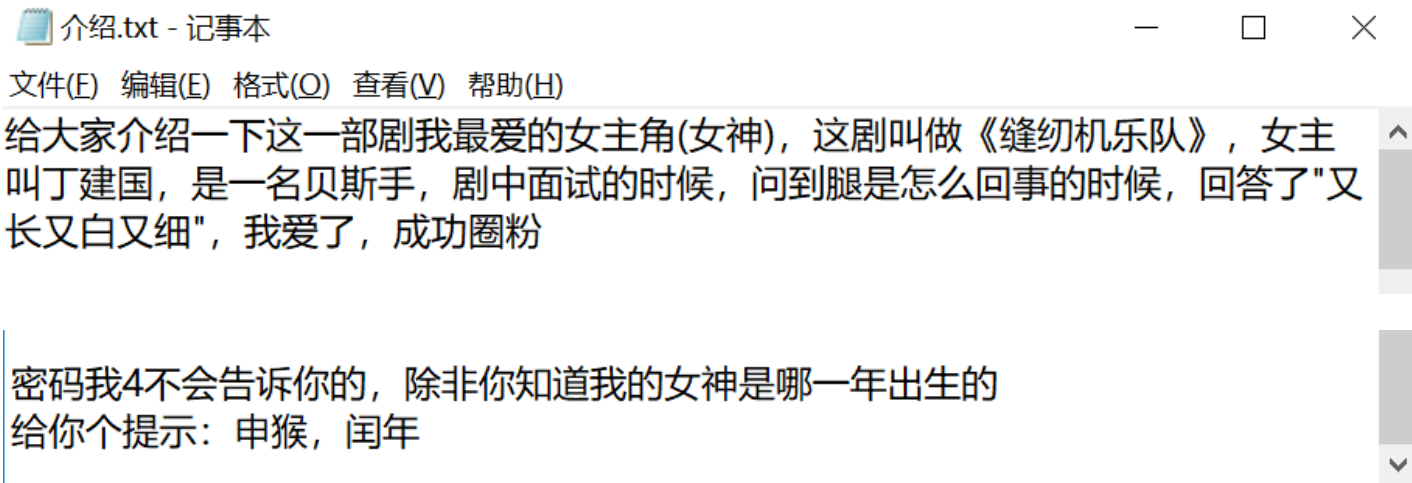 介绍.txt - 记事本
文件(F) 编辑(E) 格式(O) 查看(V) 帮助(H)
给大家介绍一下这一部剧我最爱的女主角(女神)，这剧叫做《缝纫机乐队》，女主
叫丁建国，是一名贝斯手，剧中面试的时候，问到腿是怎么回事的时候，回答了"又
长又白又细"，我爱了，成功圈粉
密码我4不会告诉你的，除非你知道我的女神是哪一年出生的
给你个提示：申猴，闰年